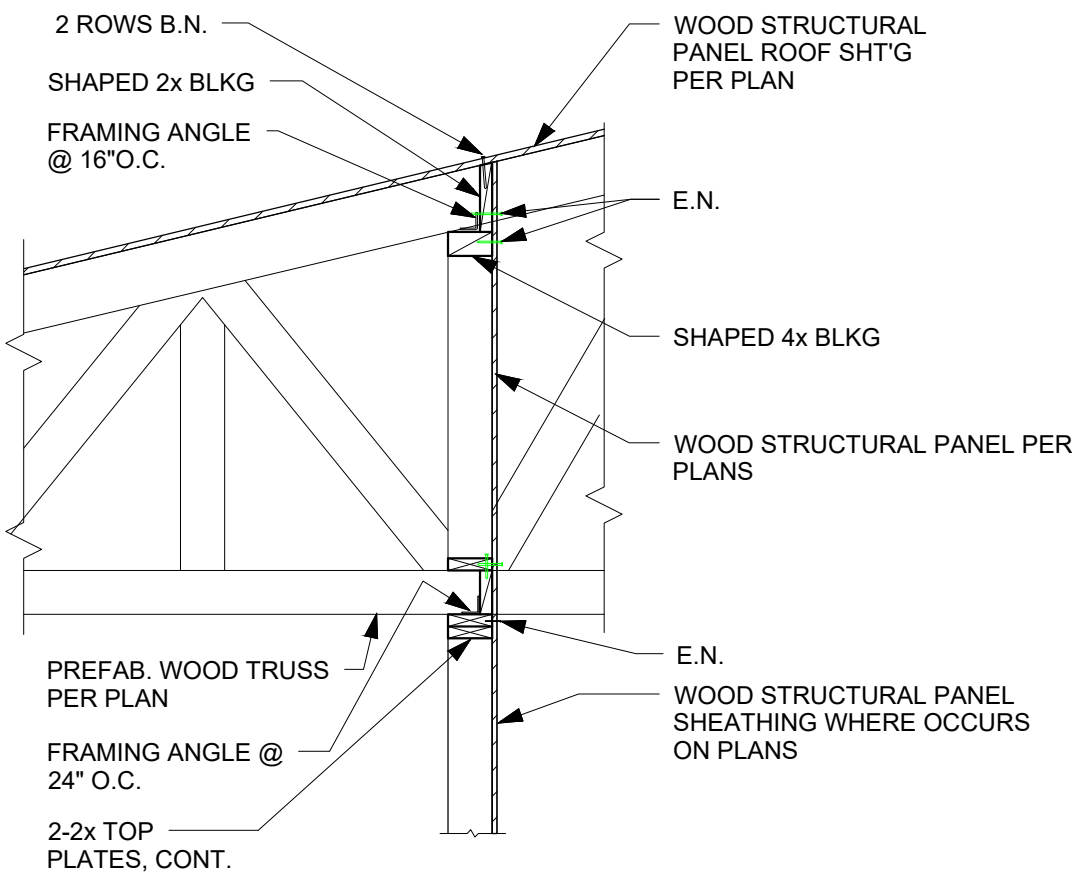 2 ROWS B.N.
SHAPED 2x BLKG
FRAMING ANGLE
@ 16"O.C.
WOOD STRUCTURAL
PANEL ROOF SHT'G
PER PLAN
E.N.
SHAPED 4x BLKG
WOOD STRUCTURAL PANEL PER
PLANS
PREFAB. WOOD TRUSS
PER PLAN
FRAMING ANGLE @
24" O.C.
2-2x TOP
PLATES, CONT.
E.N.
WOOD STRUCTURAL PANEL
SHEATHING WHERE OCCURS
ON PLANS